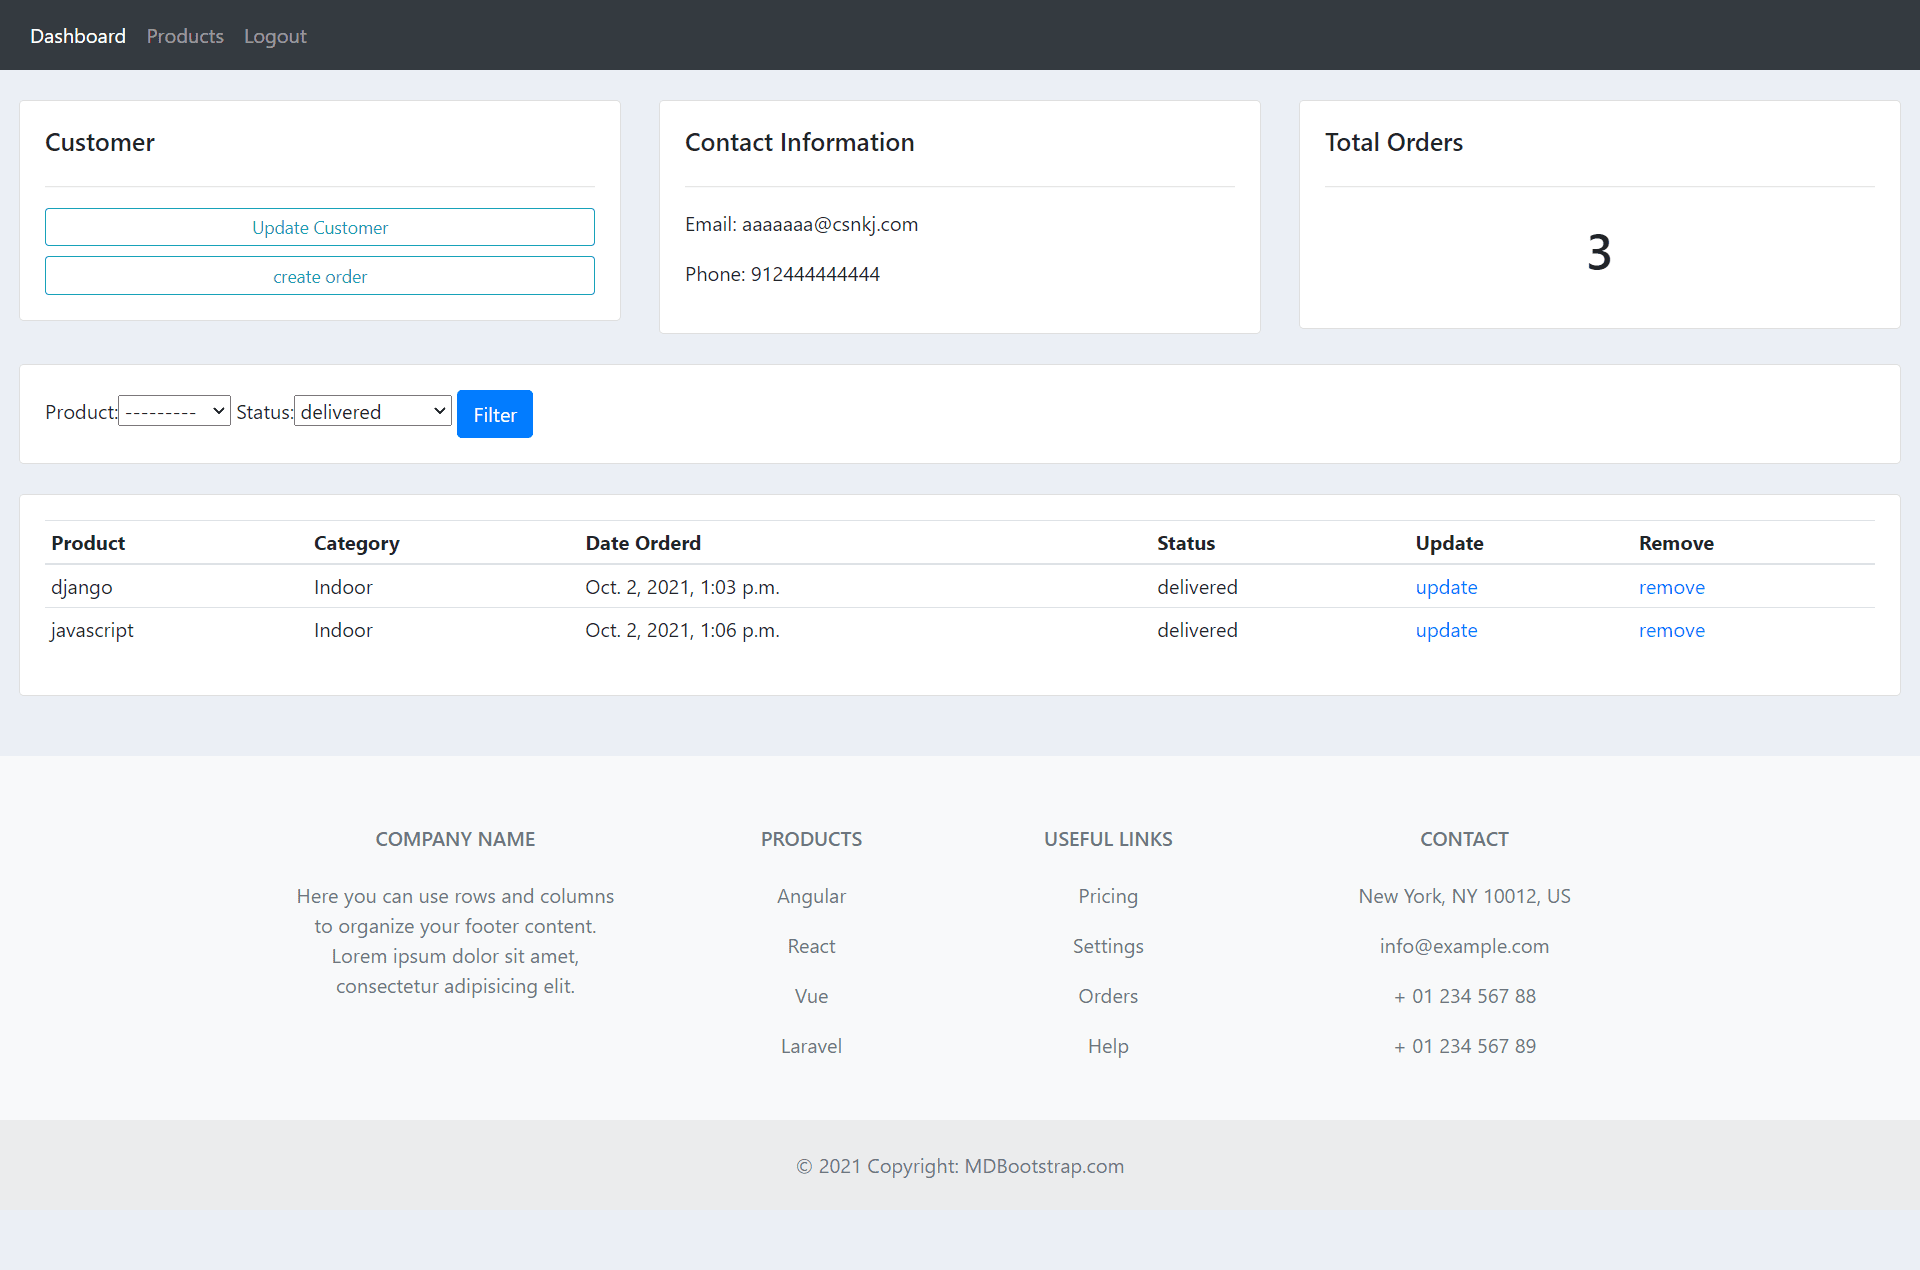 Dashboard Products Logout
Customer
Update Customer
create order
Contact Information
Email: aaaaaaa@csnkj.com
Phone: 912444444444
Total Orders
3
Product: --------- Status: delivered Filter
Product Category Date Orderd Status Update Remove
django Indoor Oct. 2, 2021, 1:03 p.m. delivered update remove
javascript Indoor Oct. 2, 2021, 1:06 p.m. delivered update remove
COMPANY NAME
Here you can use rows and columns
to organize your footer content.
Lorem ipsum dolor sit amet,
consectetur adipisicing elit.
PRODUCTS
Angular
React
Vue
Laravel
USEFUL LINKS
Pricing
Settings
Orders
Help
CONTACT
New York, NY 10012, US
info@example.com
+ 01 234 567 88
+ 01 234 567 89
© 2021 Copyright: MDBootstrap.com